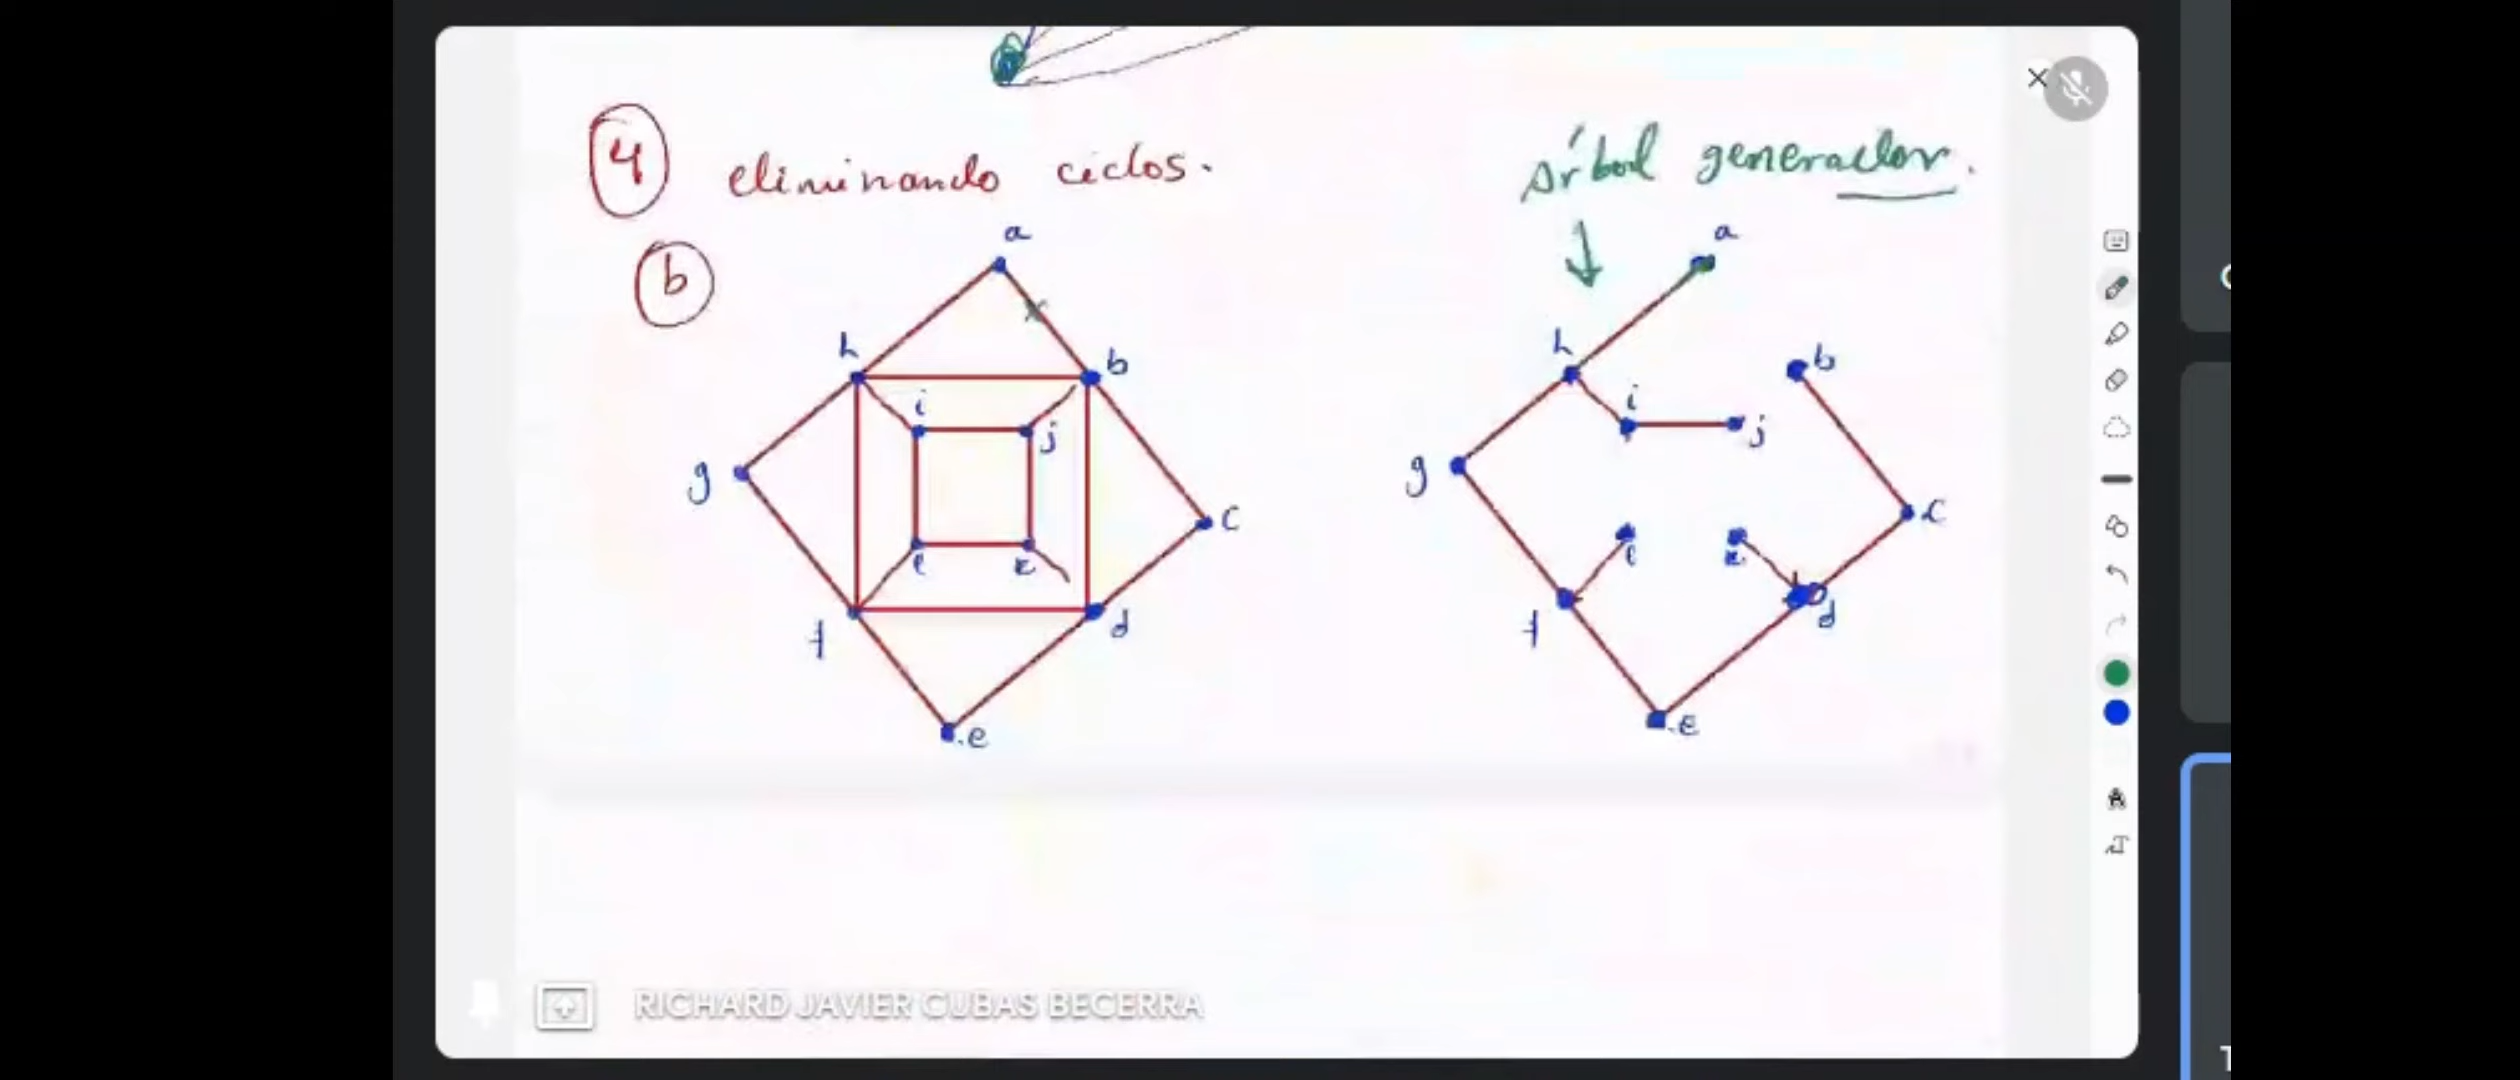 4 eliminando ciclos.
árbol generador.
b
a
h
b
i
j
g
c
l
k
f
d
e
a
h
b
i
j
g
c
l
k
f
d
e
RICHARD JAVIER CUBAS BECERRA